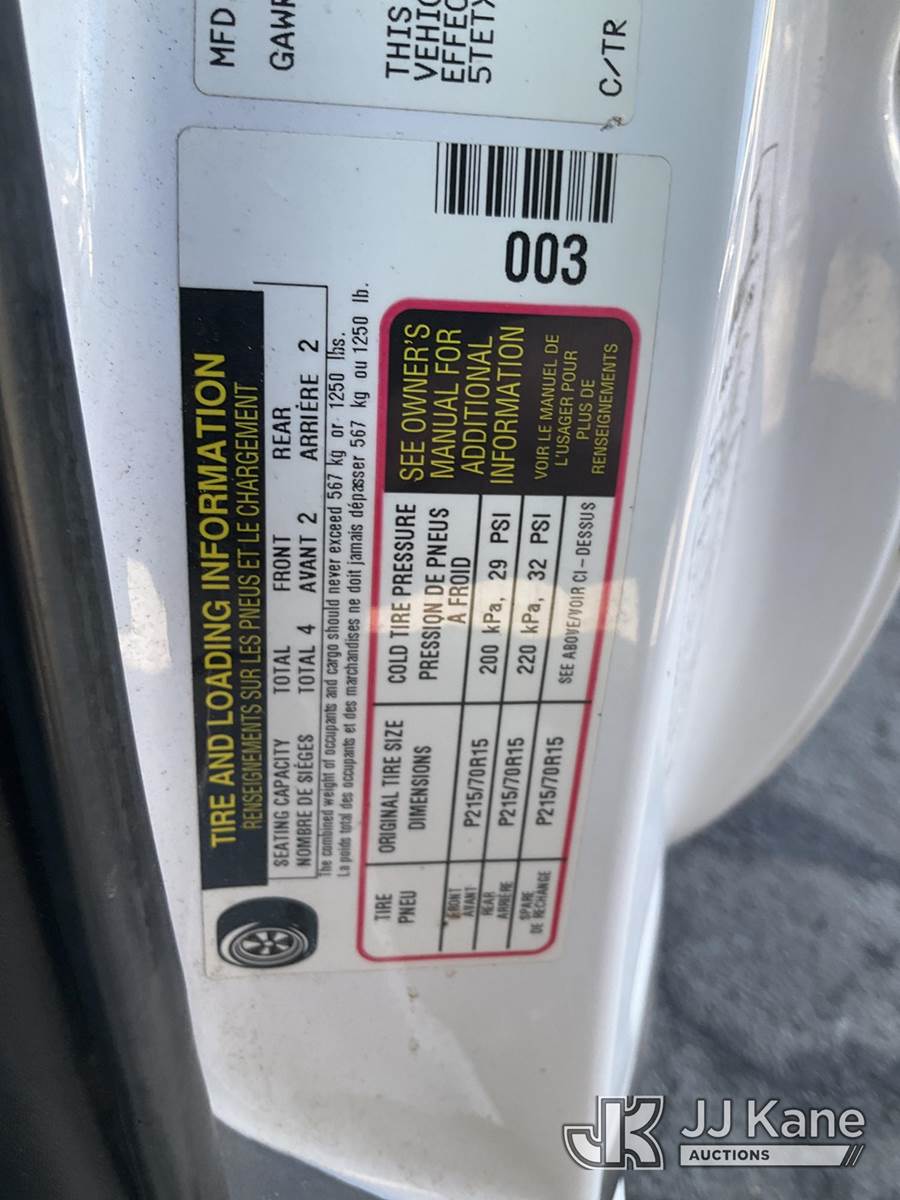 MFD
GAWR
THIS
VEHIC
EFFEC
5TETX
C/TR
003
TIRE AND LOADING INFORMATION
RENSEIGNEMENTS SUR LES PNEUS ET LE CHARGEMENT
SEATING CAPACITY TOTAL FRONT REAR
NOMBRE DE SIÈGES TOTAL 4 AVANT 2 ARRIÈRE 2
The combined weight of occupants and cargo should never exceed 567 kg or 1250 lbs.
La poids total des occupants et des marchandises ne doit jamais dépasser 567 kg ou 1250 lb.
TIRE ORIGINAL TIRE SIZE COLD TIRE PRESSURE
PNEU DIMENSIONS PRESSION DE PNEUS
A FROID
FRONT
AVANT P215/70R15 200 kPa, 29 PSI
REAR
ARRIERE P215/70R15 220 kPa, 32 PSI
SPARE
DE RECHANGE P215/70R15 SEE ABOVE/VOIR CI-DESSUS
SEE OWNER'S
MANUAL FOR
ADDITIONAL
INFORMATION
VOIR LE MANUEL DE
L'USAGER POUR
PLUS DE
RENSEIGNEMENTS
JK JJ Kane
AUCTIONS